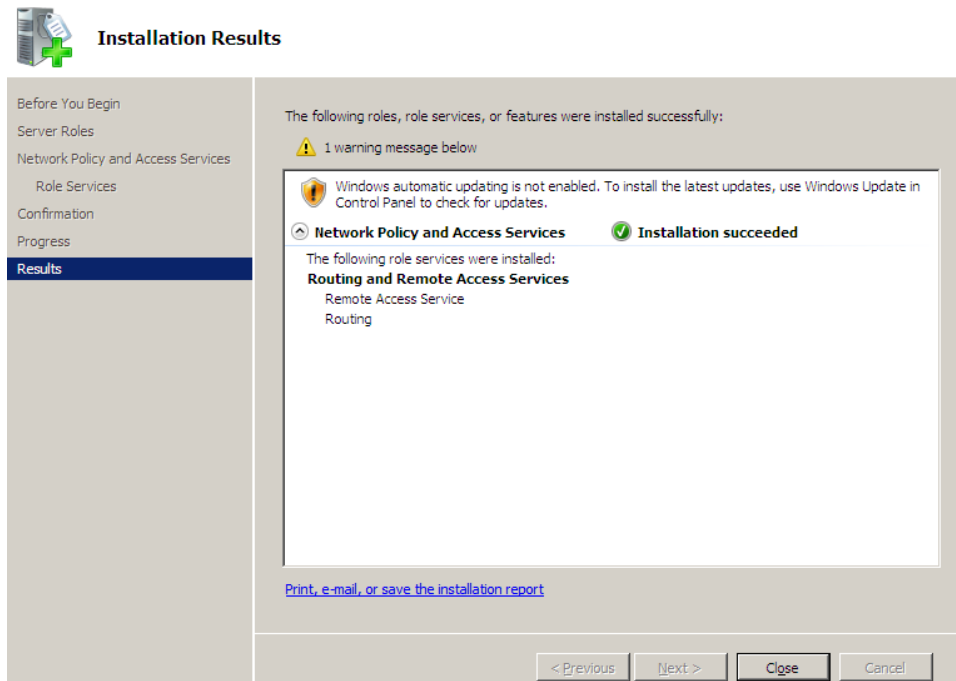 Installation Results
Before You Begin
Server Roles
Network Policy and Access Services
Role Services
Confirmation
Progress
Results
The following roles, role services, or features were installed successfully:
1 warning message below
Windows automatic updating is not enabled. To install the latest updates, use Windows Update in
Control Panel to check for updates.
Network Policy and Access Services Installation succeeded
The following role services were installed:
Routing and Remote Access Services
Remote Access Service
Routing
Print, e-mail, or save the installation report
< Previous Next > Close Cancel